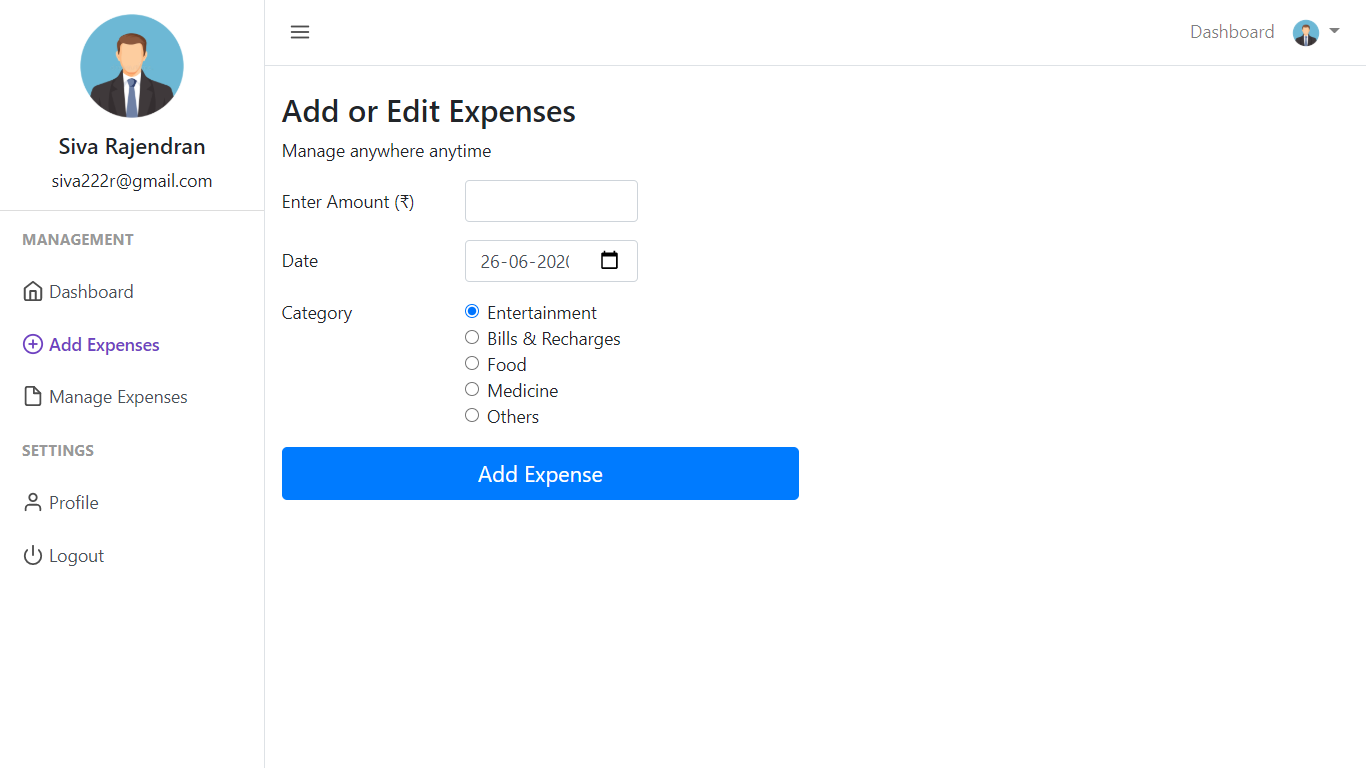 Siva Rajendran
siva222r@gmail.com
MANAGEMENT
Dashboard
Add Expenses
Manage Expenses
SETTINGS
Profile
Logout
Dashboard
Add or Edit Expenses
Manage anywhere anytime
Enter Amount (₹)
Date 26-06-2020
Category
Entertainment
Bills & Recharges
Food
Medicine
Others
Add Expense